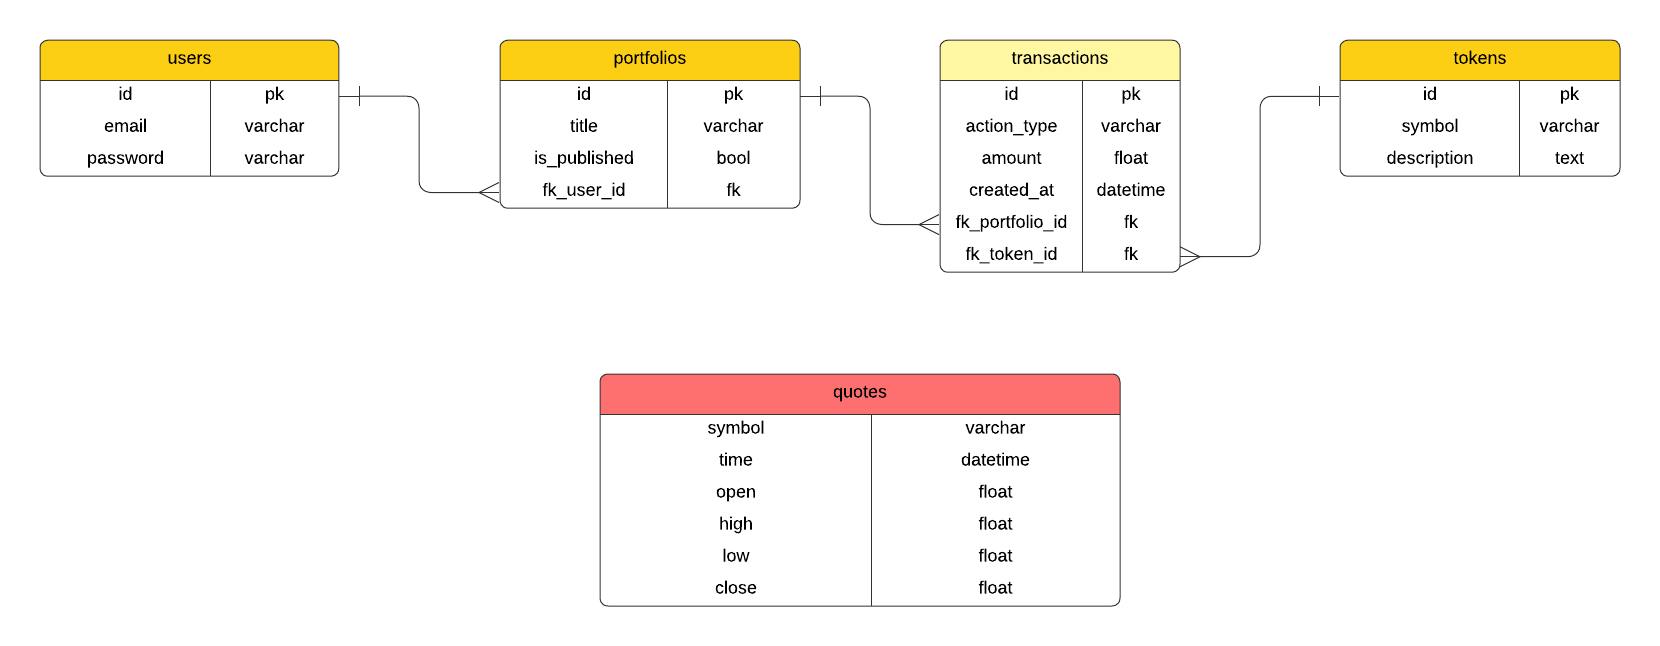 users
id pk
email varchar
password varchar
portfolios
id pk
title varchar
is_published bool
fk_user_id fk
transactions
id pk
action_type varchar
amount float
created_at datetime
fk_portfolio_id fk
fk_token_id fk
tokens
id pk
symbol varchar
description text
quotes
symbol varchar
time datetime
open float
high float
low float
close float